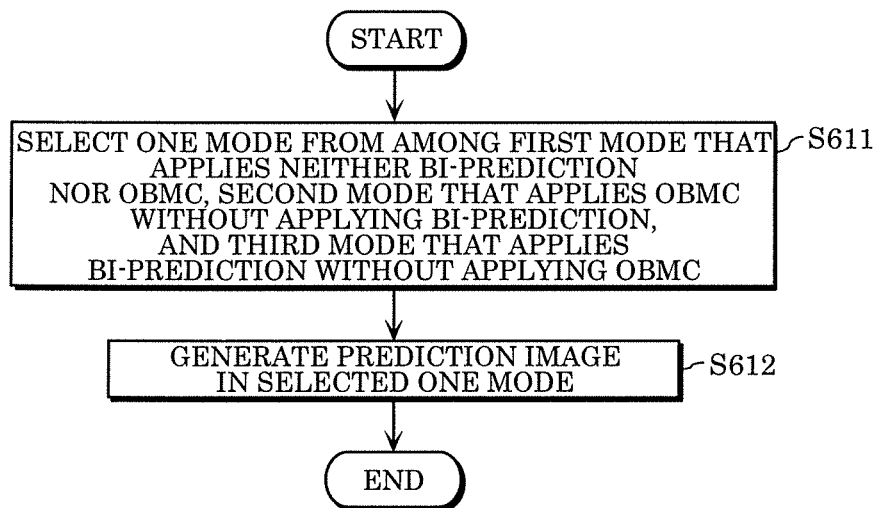 START
SELECT ONE MODE FROM AMONG FIRST MODE THAT
APPLIES NEITHER BI-PREDICTION
NOR OBMC, SECOND MODE THAT APPLIES OBMC
WITHOUT APPLYING BI-PREDICTION,
AND THIRD MODE THAT APPLIES
BI-PREDICTION WITHOUT APPLYING OBMC
S611
GENERATE PREDICTION IMAGE
IN SELECTED ONE MODE
S612
END